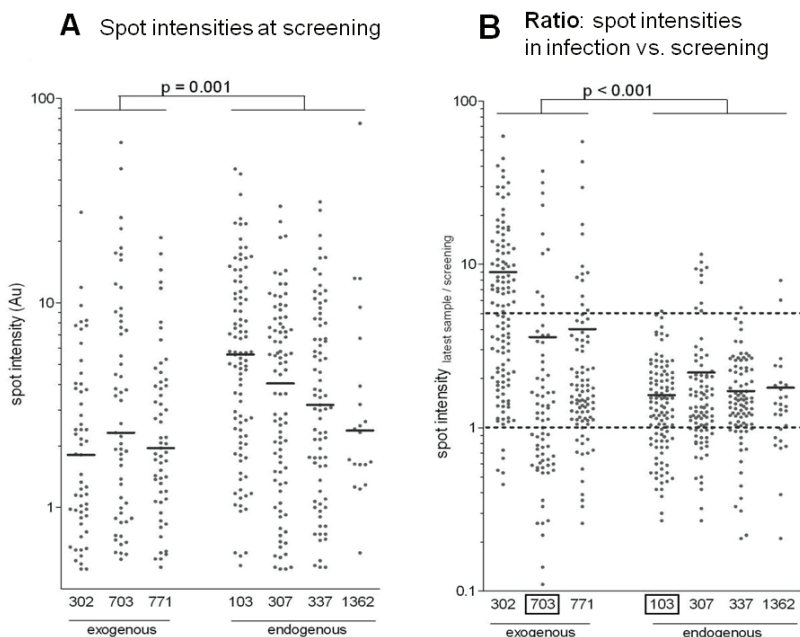 A Spot intensities at screening
p = 0.001
100
10
1
spot intensity (Au)
302 703 771 103 307 337 1362
exogenous endogenous
B Ratio: spot intensities
in infection vs. screening
p < 0.001
100
10
1
0.1
spot intensity latest sample / screening
302 703 771 103 307 337 1362
exogenous endogenous